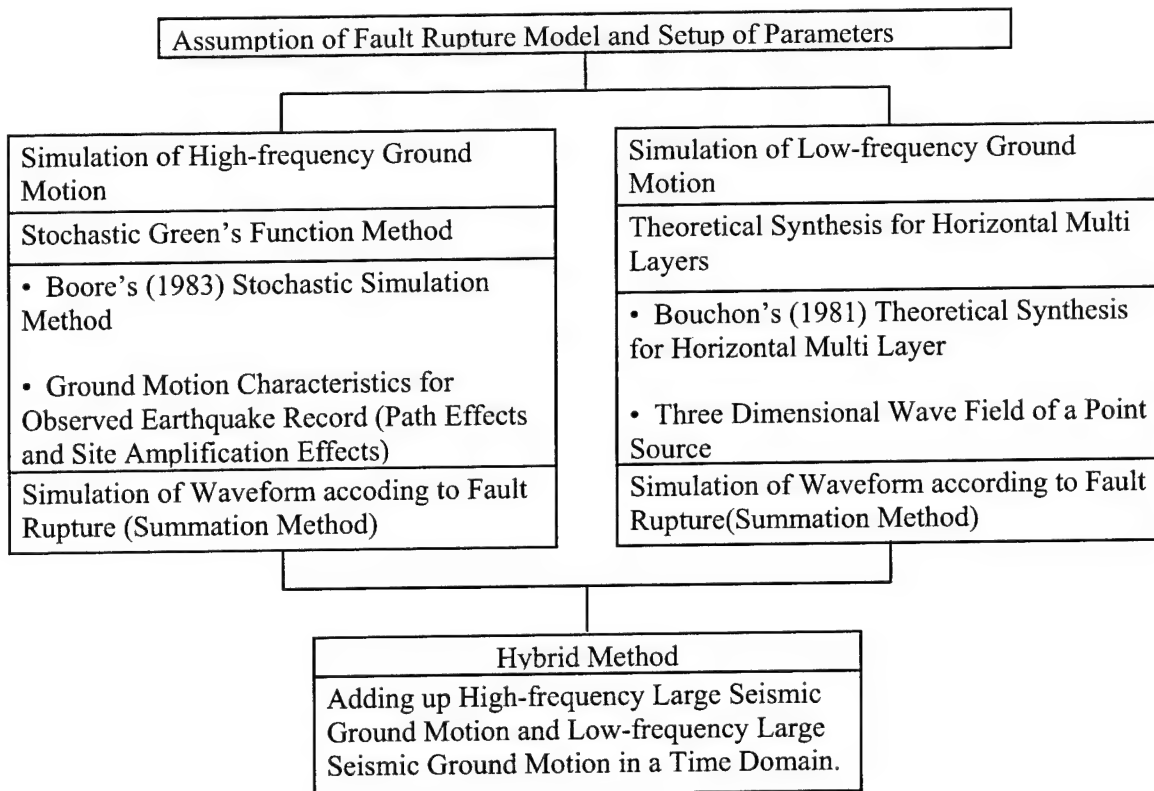 Assumption of Fault Rupture Model and Setup of Parameters
Simulation of High-frequency Ground
Motion
Stochastic Green's Function Method
• Boore's (1983) Stochastic Simulation
Method
• Ground Motion Characteristics for
Observed Earthquake Record (Path Effects
and Site Amplification Effects)
Simulation of Waveform accoding to Fault
Rupture (Summation Method)
Simulation of Low-frequency Ground
Motion
Theoretical Synthesis for Horizontal Multi
Layers
• Bouchon's (1981) Theoretical Synthesis
for Horizontal Multi Layer
• Three Dimensional Wave Field of a Point
Source
Simulation of Waveform according to Fault
Rupture(Summation Method)
Hybrid Method
Adding up High-frequency Large Seismic
Ground Motion and Low-frequency Large
Seismic Ground Motion in a Time Domain.